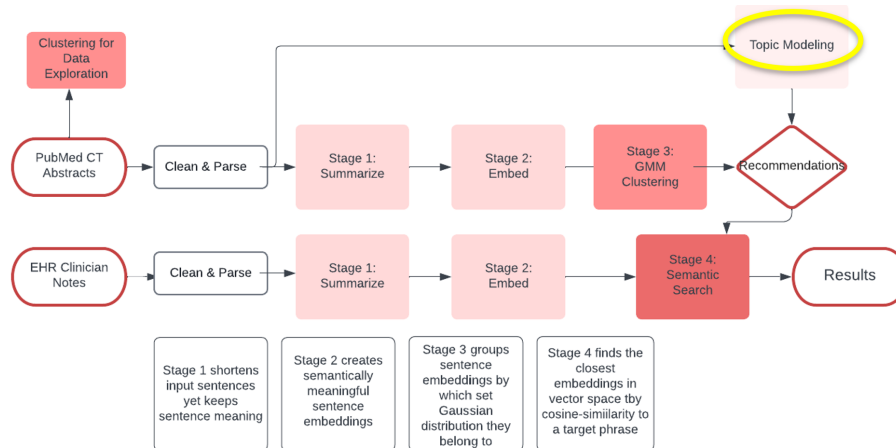 Clustering for
Data
Exploration
Topic Modeling
PubMed CT
Abstracts
Clean & Parse
Stage 1:
Summarize
Stage 2:
Embed
Stage 3:
GMM
Clustering
Recommendations
EHR Clinician
Notes
Clean & Parse
Stage 1:
Summarize
Stage 2:
Embed
Stage 4:
Semantic
Search
Results
Stage 1 shortens
input sentences
yet keeps
sentence meaning
Stage 2 creates
semantically
meaningful
sentence
embeddings
Stage 3 groups
sentence
embeddings by
which set
Gaussian
distribution they
belong to
Stage 4 finds the
closest
embeddings in
vector space tby
cosine-simiilarity to
a target phrase